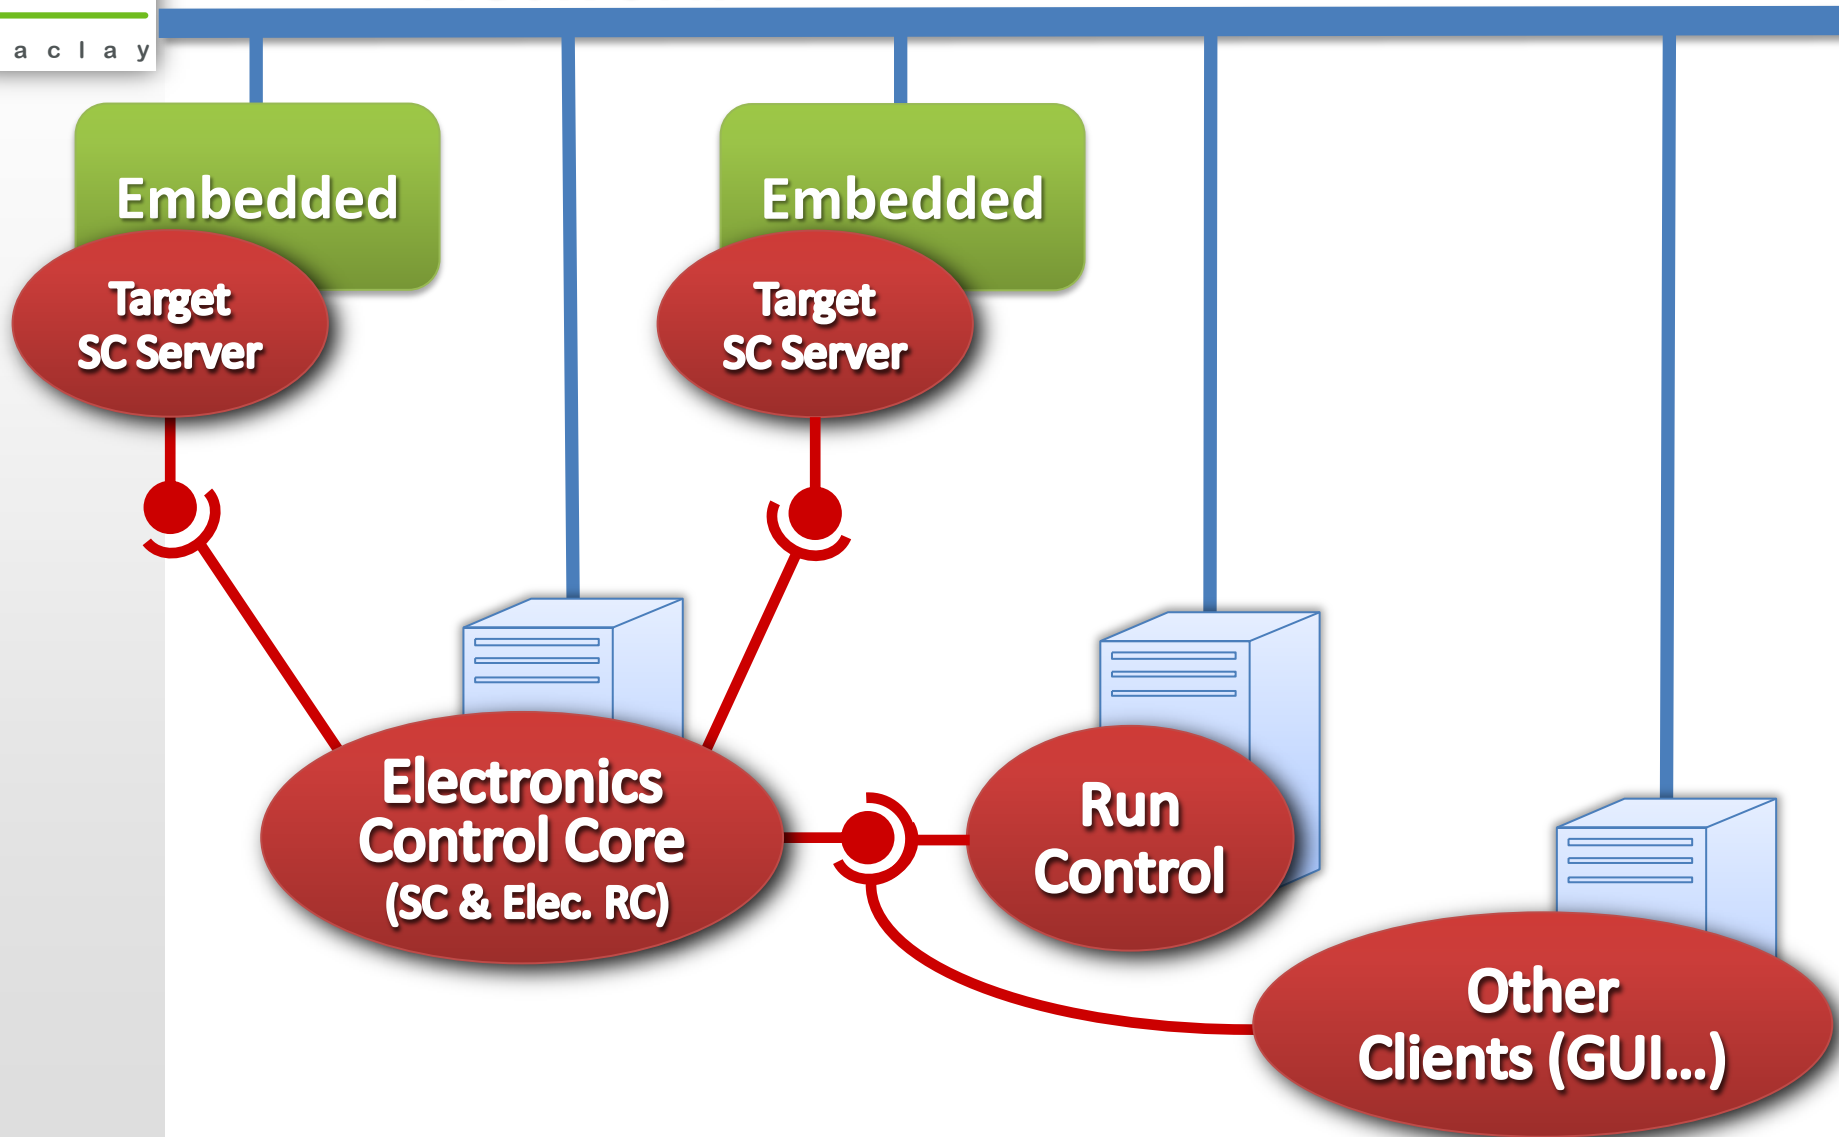 a c l a y
Embedded
Embedded
Target
SC Server
Target
SC Server
Electronics
Control Core
(SC & Elec. RC)
Run
Control
Other
Clients (GUI...)